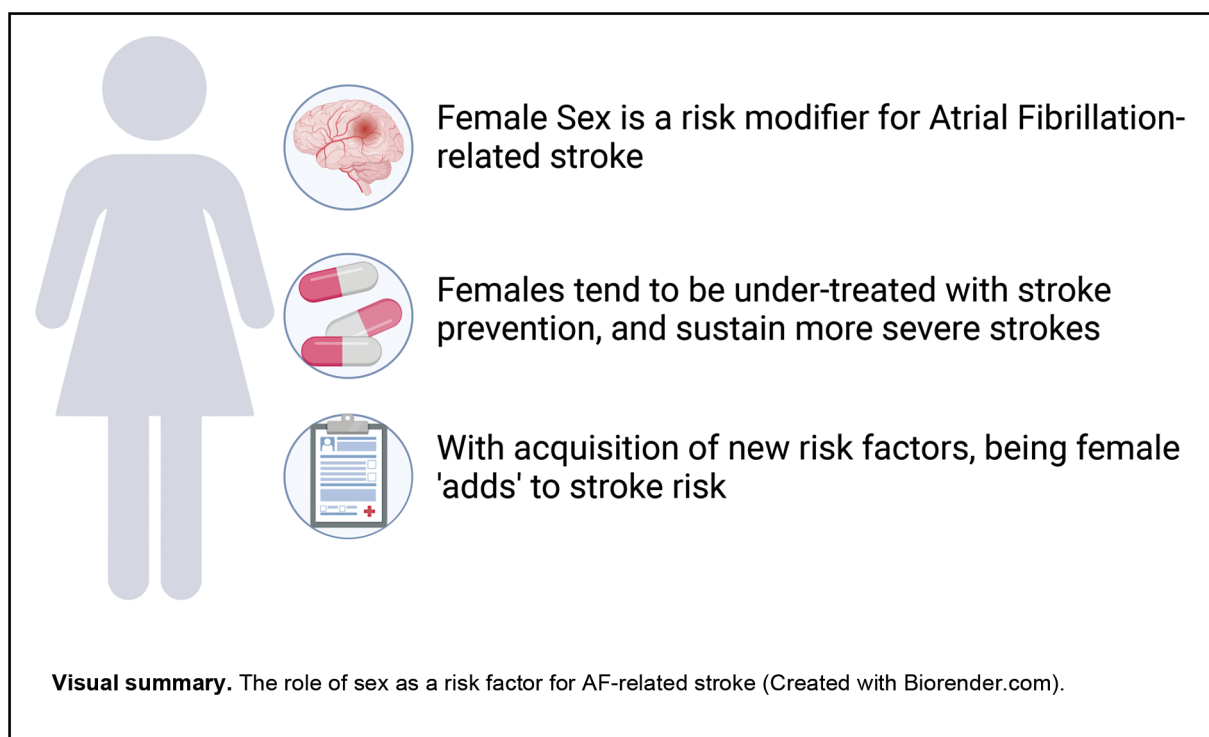 Female Sex is a risk modifier for Atrial Fibrillation-
related stroke
Females tend to be under-treated with stroke
prevention, and sustain more severe strokes
With acquisition of new risk factors, being female
'adds' to stroke risk
Visual summary. The role of sex as a risk factor for AF-related stroke (Created with Biorender.com).